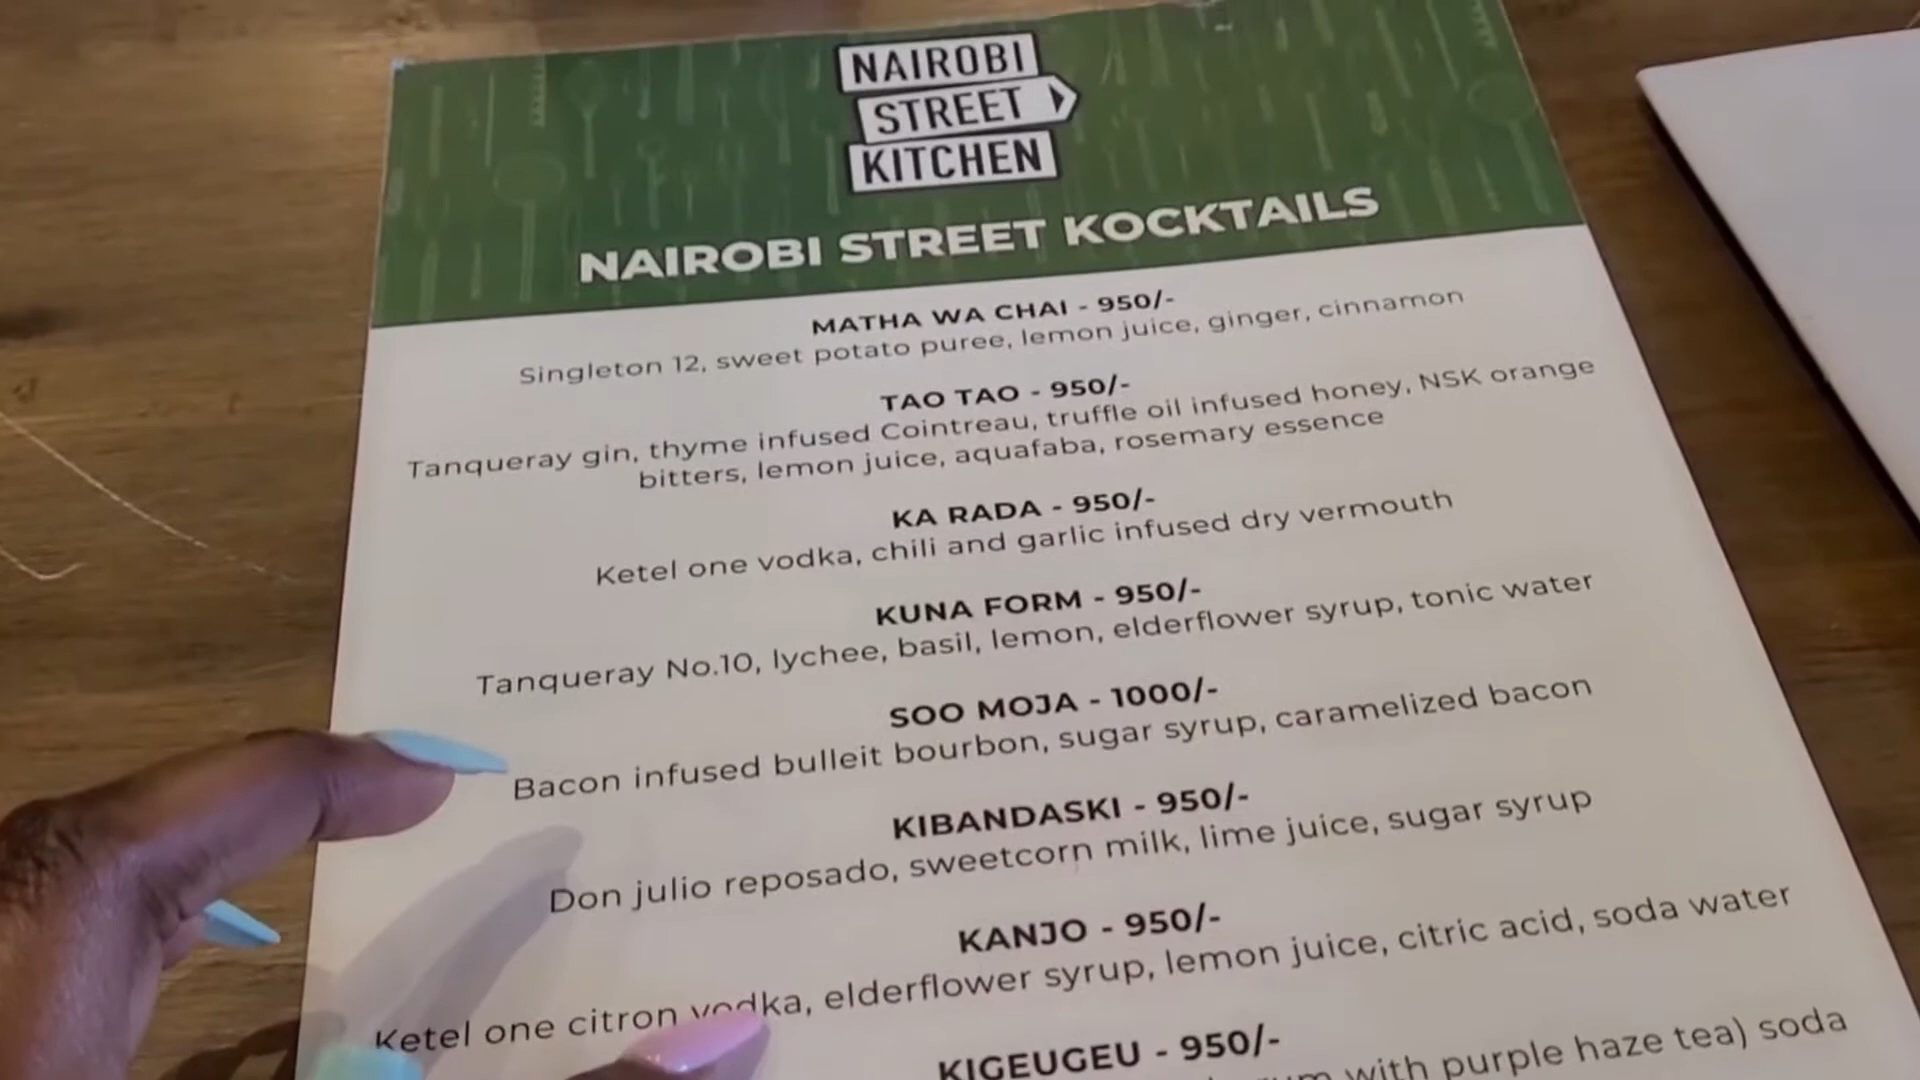 NAIROBI
STREET
KITCHEN
NAIROBI STREET KOCKTAILS
MATHA WA CHAI - 950/-
Singleton 12, sweet potato puree, lemon juice, ginger, cinnamon
TAO TAO - 950/-
Tanqueray gin, thyme infused Cointreau, truffle oil infused honey, NSK orange
bitters, lemon juice, aquafaba, rosemary essence
KA RADA - 950/-
Ketel one vodka, chili and garlic infused dry vermouth
KUNA FORM - 950/-
Tanqueray No.10, lychee, basil, lemon, elderflower syrup, tonic water
SOO MOJA - 1000/-
Bacon infused bulleit bourbon, sugar syrup, caramelized bacon
KIBANDASKI - 950/-
Don julio reposado, sweetcorn milk, lime juice, sugar syrup
KANJO - 950/-
Ketel one citron vodka, elderflower syrup, lemon juice, citric acid, soda water
KIGEUGEU - 950/-
with purple haze tea) soda